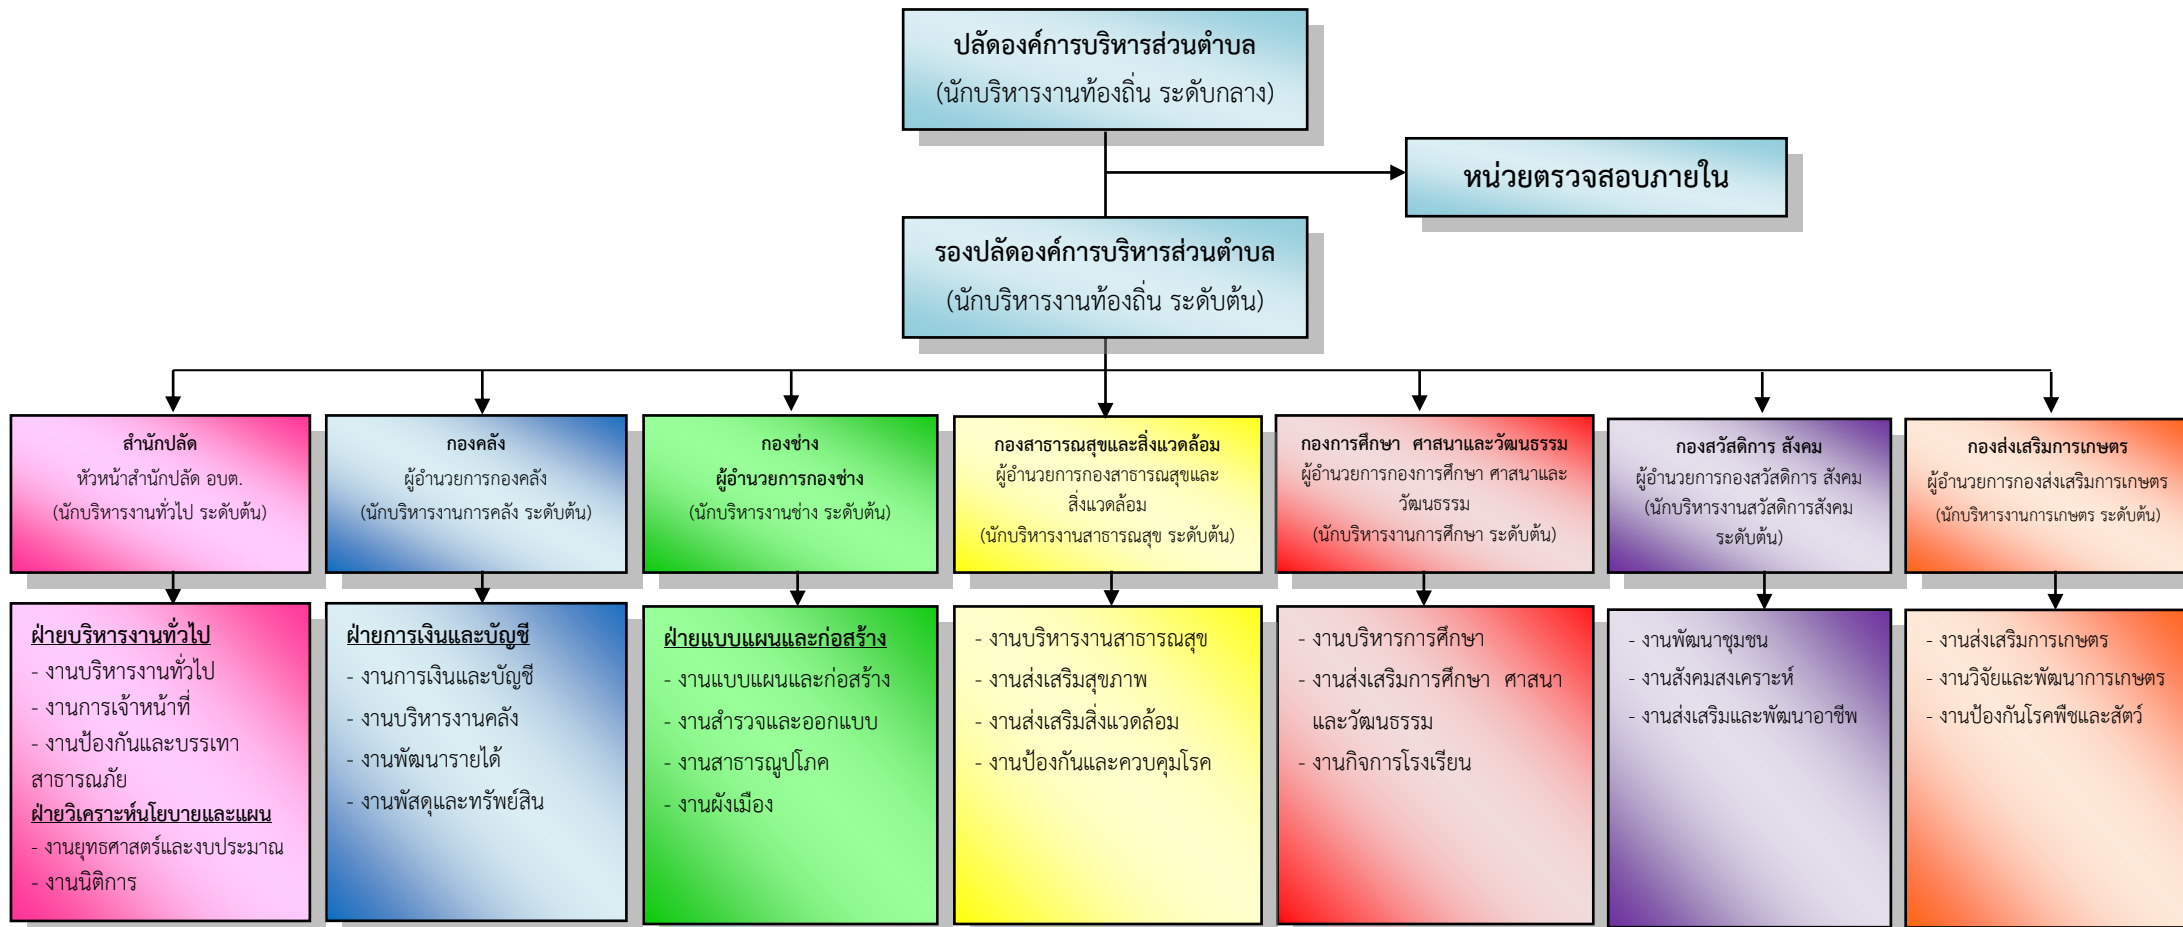 ปลัดองค์การบริหารส่วนตำบล
(นักบริหารงานท้องถิ่น ระดับกลาง)
หน่วยตรวจสอบภายใน
รองปลัดองค์การบริหารส่วนตำบล
(นักบริหารงานท้องถิ่น ระดับต้น)
สำนักปลัด
หัวหน้าสำนักปลัด อบต.
(นักบริหารงานทั่วไป ระดับต้น)
กองคลัง
ผู้อำนวยการกองคลัง
(นักบริหารงานการคลัง ระดับต้น)
กองช่าง
ผู้อำนวยการกองช่าง
(นักบริหารงานช่าง ระดับต้น)
กองสาธารณสุขและสิ่งแวดล้อม
ผู้อำนวยการกองสาธารณสุขและ
สิ่งแวดล้อม
(นักบริหารงานสาธารณสุข ระดับต้น)
กองการศึกษา ศาสนาและวัฒนธรรม
ผู้อำนวยการกองการศึกษา ศาสนาและ
วัฒนธรรม
(นักบริหารงานการศึกษา ระดับต้น)
กองสวัสดิการ สังคม
ผู้อำนวยการกองสวัสดิการ สังคม
(นักบริหารงานสวัสดิการสังคม
ระดับต้น)
กองส่งเสริมการเกษตร
ผู้อำนวยการกองส่งเสริมการเกษตร
(นักบริหารงานการเกษตร ระดับต้น)
ฝ่ายบริหารงานทั่วไป
- งานบริหารงานทั่วไป
- งานการเจ้าหน้าที่
- งานป้องกันและบรรเทา
สาธารณภัย
ฝ่ายวิเคราะห์นโยบายและแผน
- งานยุทธศาสตร์และงบประมาณ
- งานนิติการ
ฝ่ายการเงินและบัญชี
- งานการเงินและบัญชี
- งานบริหารงานคลัง
- งานพัฒนารายได้
- งานพัสดุและทรัพย์สิน
ฝ่ายแบบแผนและก่อสร้าง
- งานแบบแผนและก่อสร้าง
- งานสำรวจและออกแบบ
- งานสาธารณูปโภค
- งานผังเมือง
- งานบริหารงานสาธารณสุข
- งานส่งเสริมสุขภาพ
- งานส่งเสริมสิ่งแวดล้อม
- งานป้องกันและควบคุมโรค
- งานบริหารการศึกษา
- งานส่งเสริมการศึกษา ศาสนา
และวัฒนธรรม
- งานกิจการโรงเรียน
- งานพัฒนาชุมชน
- งานสังคมสงเคราะห์
- งานส่งเสริมและพัฒนาอาชีพ
- งานส่งเสริมการเกษตร
- งานวิจัยและพัฒนาการเกษตร
- งานป้องกันโรคพืชและสัตว์